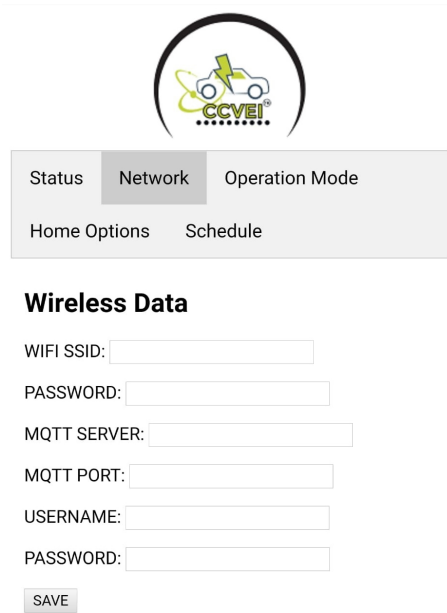 CCVEI
Status Network Operation Mode
Home Options Schedule
Wireless Data
WIFI SSID:
PASSWORD:
MQTT SERVER:
MQTT PORT:
USERNAME:
PASSWORD:
SAVE